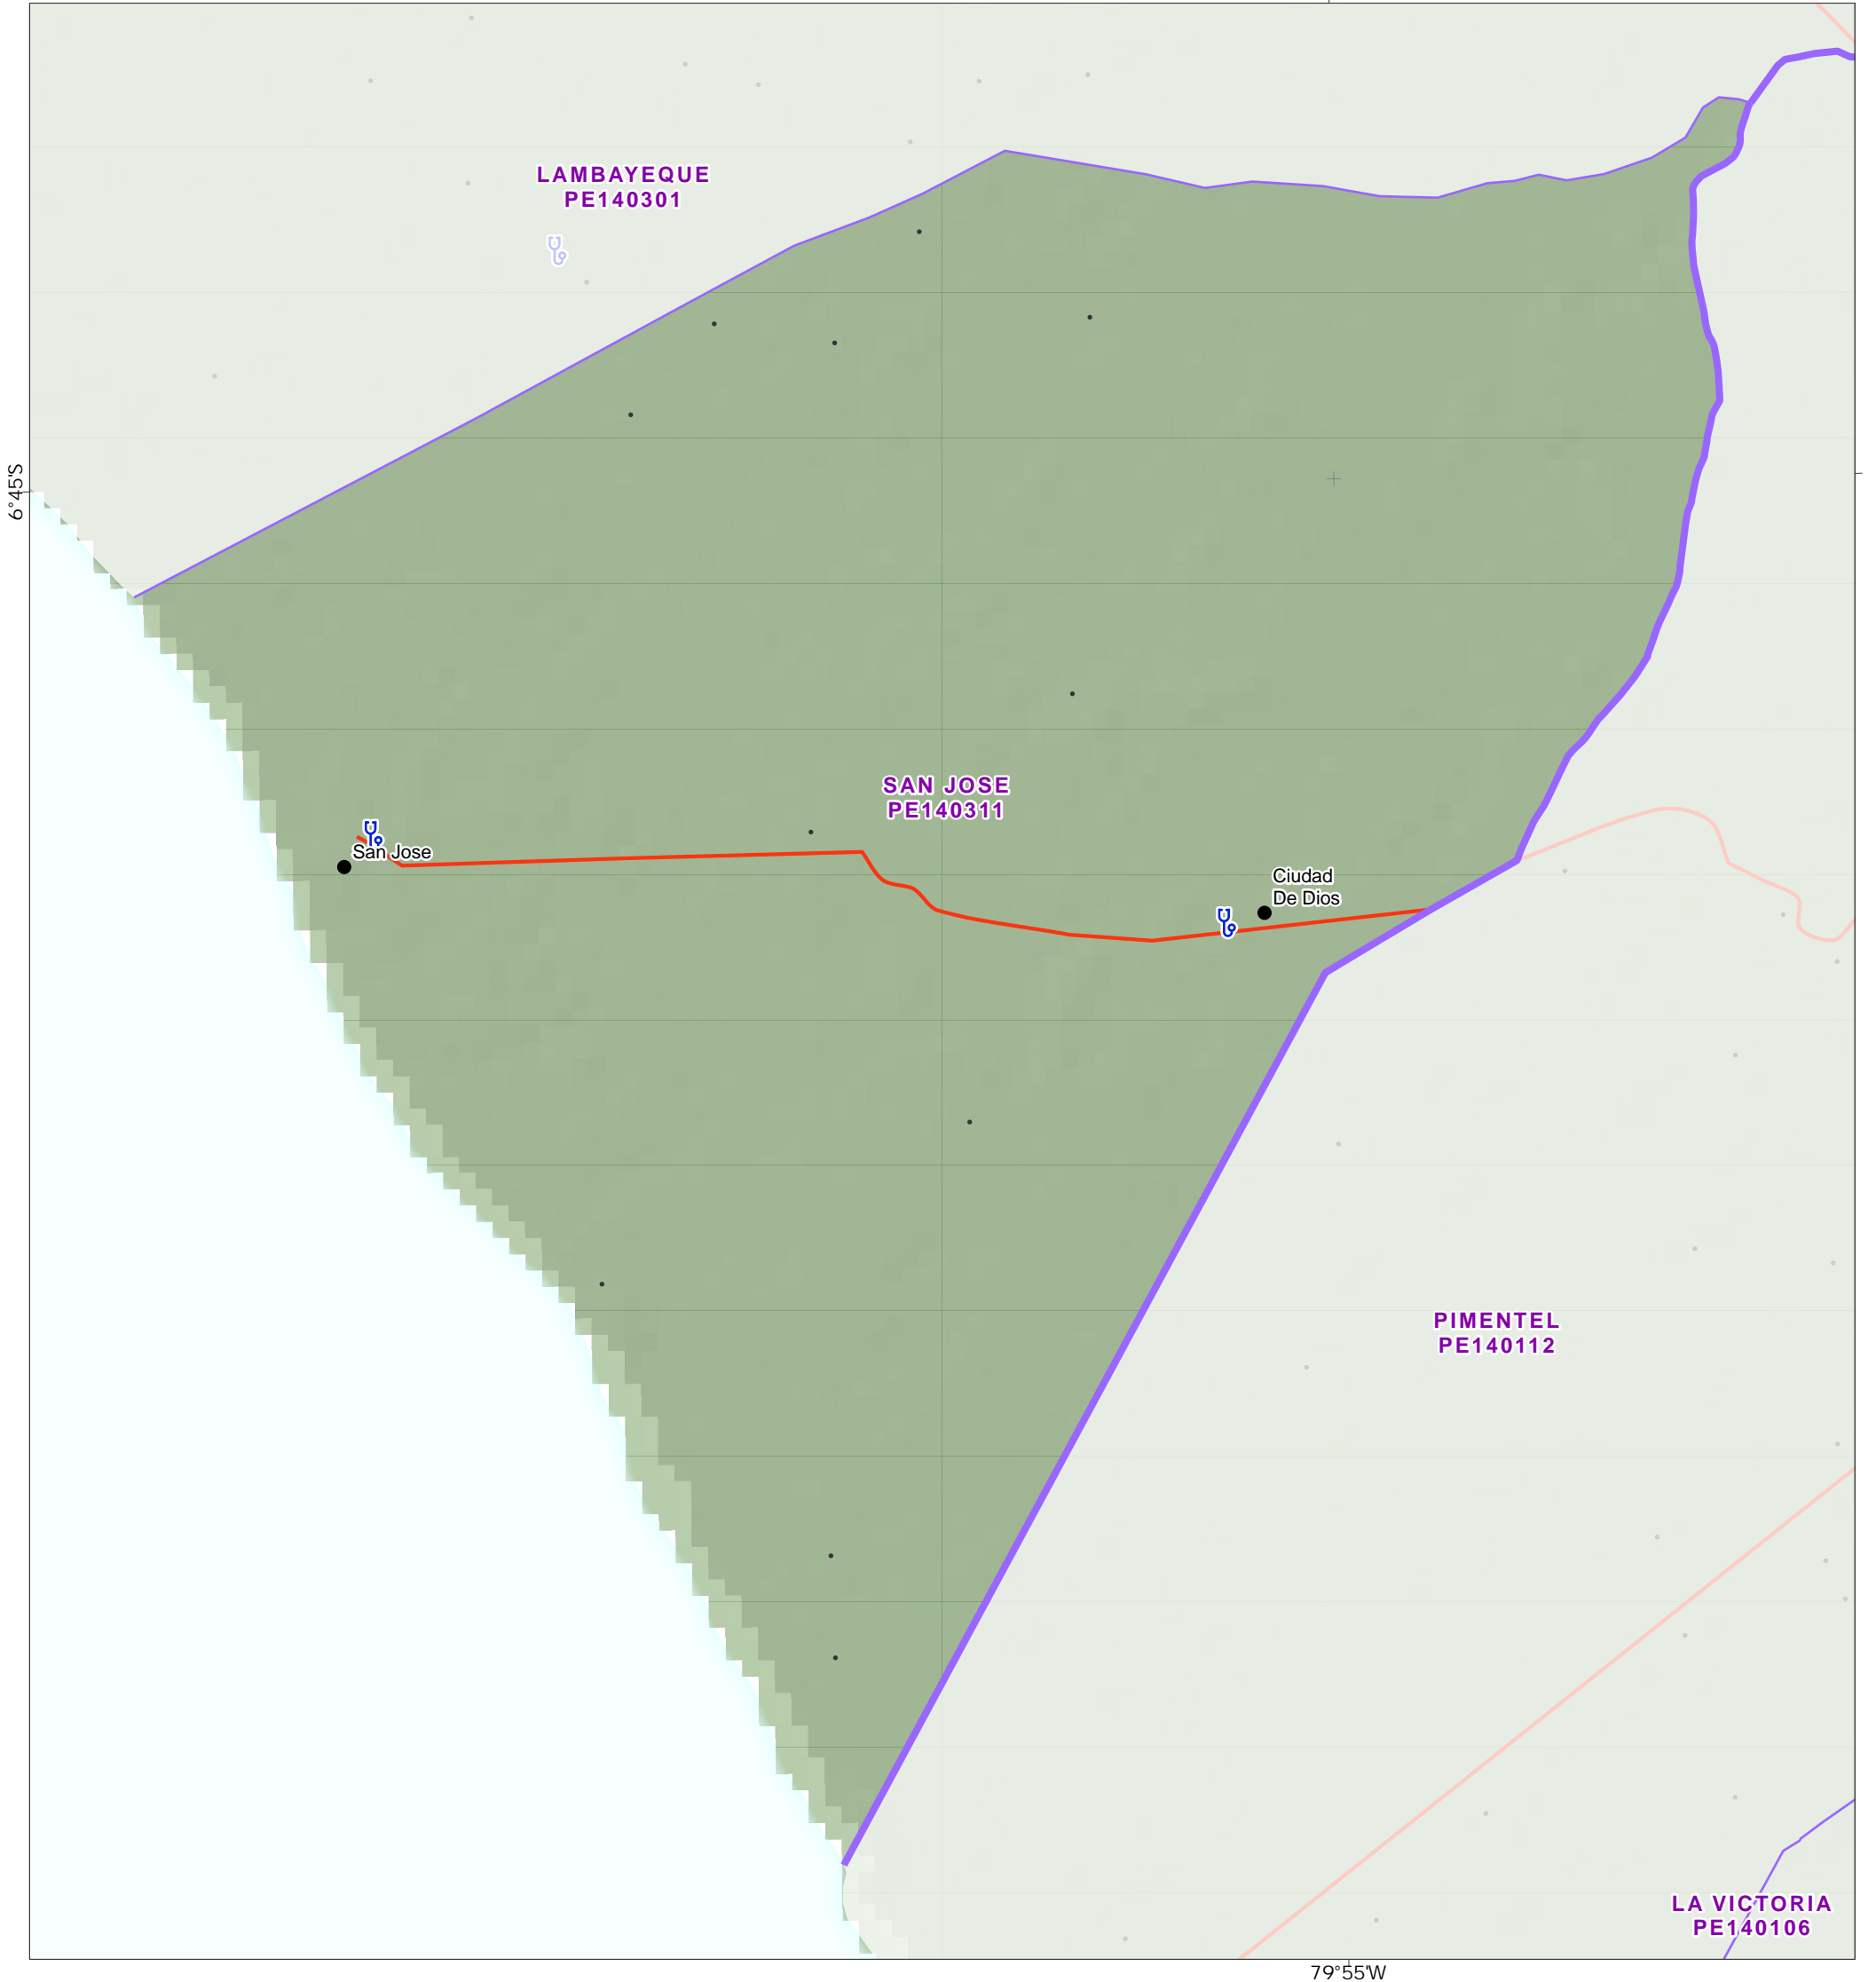 LAMBAYEQUE
PE140301
6°45'S
SAN JOSE
PE140311
San Jose
Ciudad
De Dios
PIMENTEL
PE140112
LA VICTORIA
PE140106
79°55'W